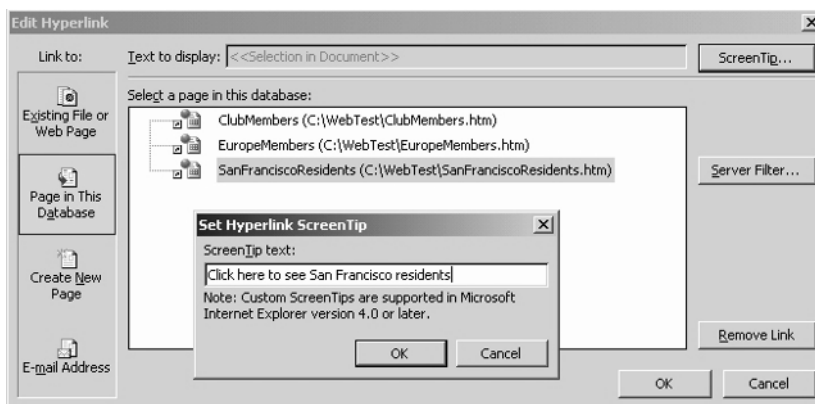 Edit Hyperlink
Link to:
Text to display: <<Selection in Document>>
ScreenTip...
Existing File or
Web Page
Page in This
Database
Create New
Page
E-mail Address
Select a page in this database:
ClubMembers (C:\WebTest\ClubMembers.htm)
EuropeMembers (C:\WebTest\EuropeMembers.htm)
SanFranciscoResidents (C:\WebTest\SanFranciscoResidents.htm)
Server Filter...
Set Hyperlink ScreenTip
ScreenTip text:
Click here to see San Francisco residents
Note: Custom ScreenTips are supported in Microsoft
Internet Explorer version 4.0 or later.
OK
Cancel
Remove Link
OK
Cancel